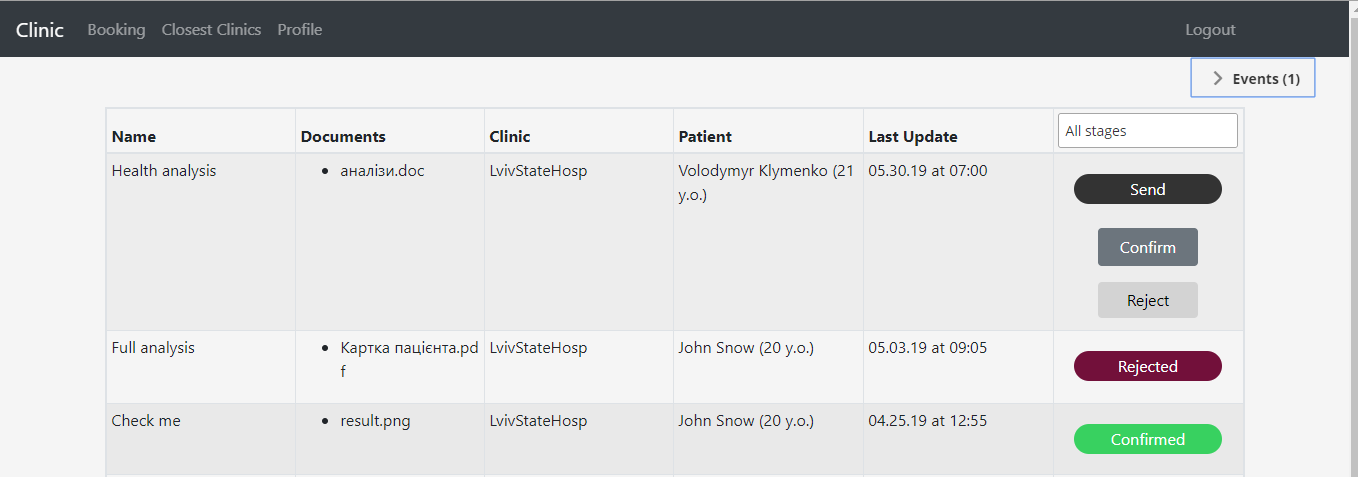 Clinic Booking Closest Clinics Profile Logout
Events (1)
Name Documents Clinic Patient Last Update All stages
Health analysis аналізи.doc LvivStateHosp Volodymyr Klymenko (21 05.30.19 at 07:00
y.o.)
Send
Confirm
Reject
Full analysis Картка пацієнта.pd LvivStateHosp John Snow (20 y.o.) 05.03.19 at 09:05
f
Rejected
Check me result.png LvivStateHosp John Snow (20 y.o.) 04.25.19 at 12:55
Confirmed